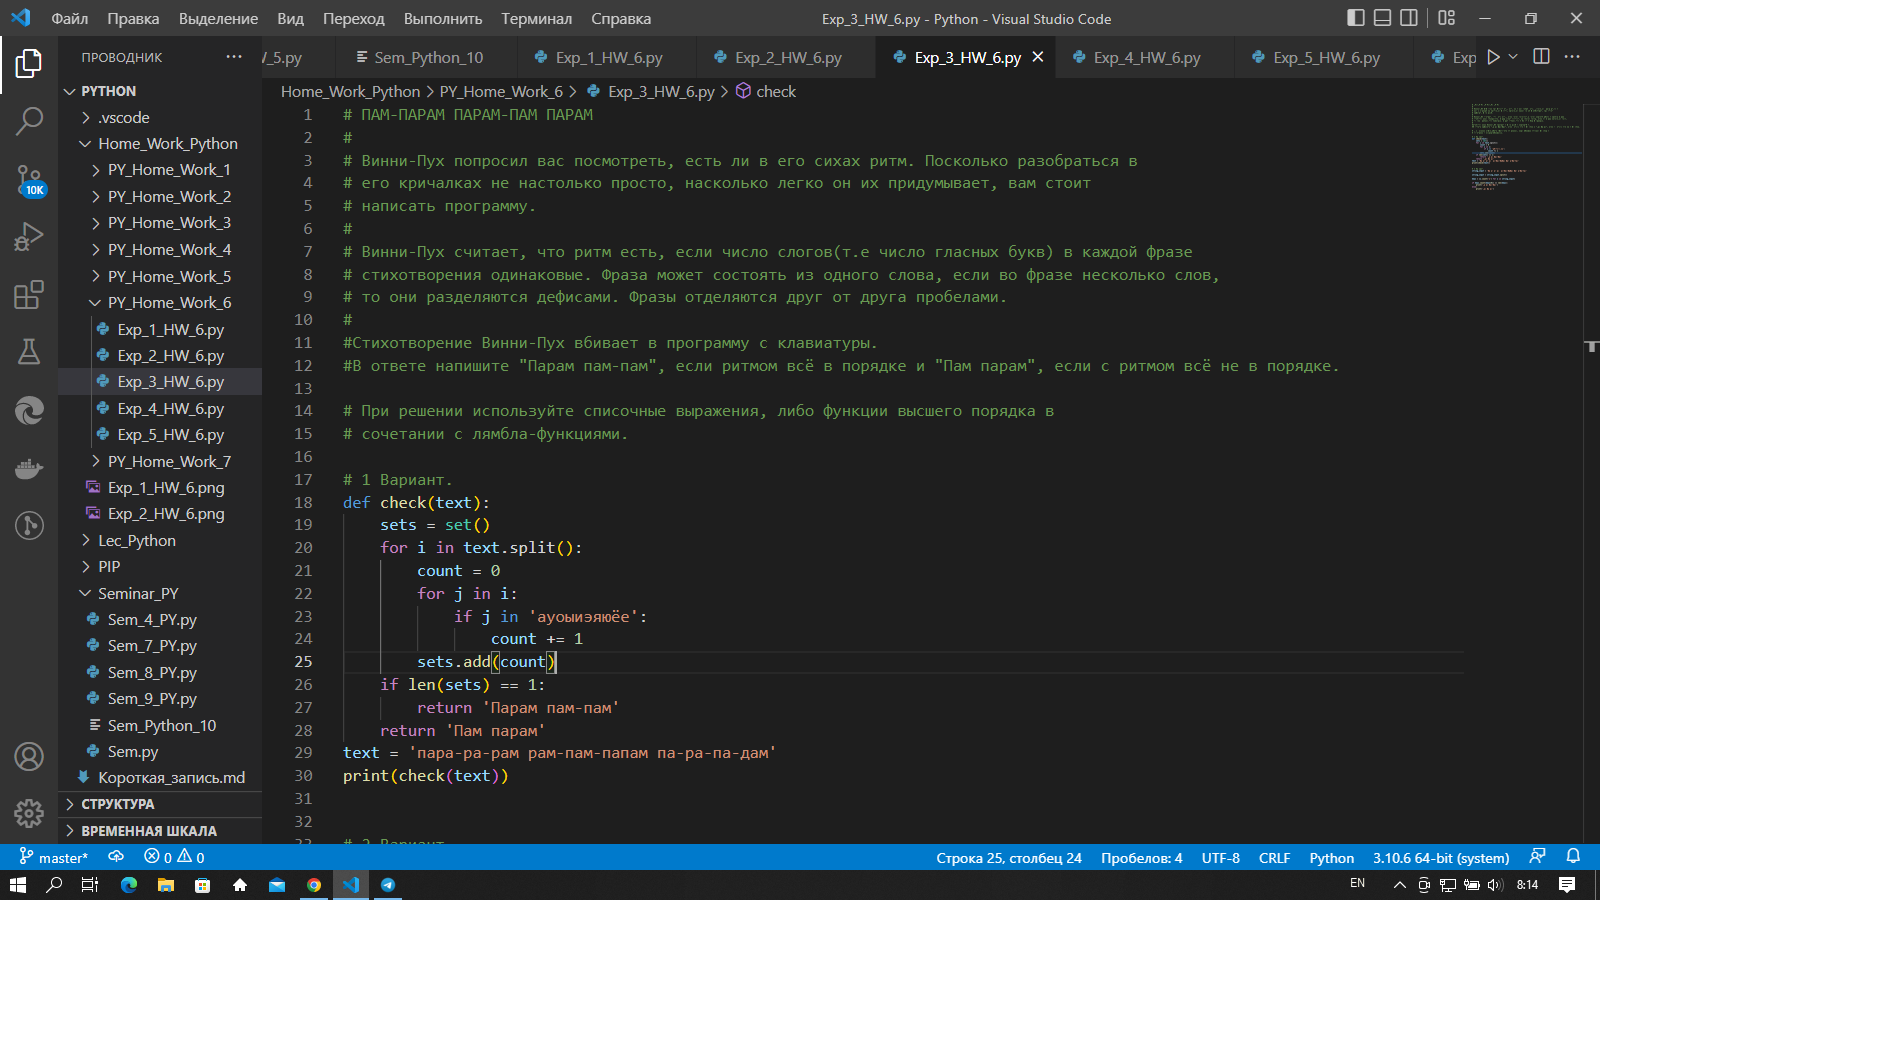 Файл Правка Выделение Вид Переход Выполнить Терминал Справка Exp_3_HW_6.py - Python - Visual Studio Code
ПРОВОДНИК
_5.py Sem_Python_10 Exp_1_HW_6.py Exp_2_HW_6.py Exp_3_HW_6.py Exp_4_HW_6.py Exp_5_HW_6.py Exp
Home_Work_Python > PY_Home_Work_6 > Exp_3_HW_6.py > check
PYTHON
.vscode
Home_Work_Python
PY_Home_Work_1
10K
PY_Home_Work_2
PY_Home_Work_3
PY_Home_Work_4
PY_Home_Work_5
PY_Home_Work_6
Exp_1_HW_6.py
Exp_2_HW_6.py
Exp_3_HW_6.py
Exp_4_HW_6.py
Exp_5_HW_6.py
PY_Home_Work_7
Exp_1_HW_6.png
Exp_2_HW_6.png
Lec_Python
PIP
Seminar_PY
Sem_4_PY.py
Sem_7_PY.py
Sem_8_PY.py
Sem_9_PY.py
Sem_Python_10
Sem.py
Короткая_запись.md
СТРУКТУРА
ВРЕМЕННАЯ ШКАЛА
1 # ПАМ-ПАРАМ ПАРАМ-ПАМ ПАРАМ
2 #
3 # Винни-Пух попросил вас посмотреть, есть ли в его сихах ритм. Поскольку разобраться в
4 # его кричалках не настолько просто, насколько легко он их придумывает, вам стоит
5 # написать программу.
6 #
7 # Винни-Пух считает, что ритм есть, если число слогов(т.е число гласных букв) в каждой фразе
8 # стихотворения одинаковые. Фраза может состоять из одного слова, если во фразе несколько слов,
9 # то они разделяются дефисами. Фразы отделяются друг от друга пробелами.
10 #
11 #Стихотворение Винни-Пух вбивает в программу с клавиатуры.
12 #В ответе напишите "Парам пам-пам", если ритмом всё в порядке и "Пам парам", если с ритмом всё не в порядке.
13
14 # При решении используйте списочные выражения, либо функции высшего порядка в
15 # сочетании с лямбла-функциями.
16
17 # 1 Вариант.
18 def check(text):
19 sets = set()
20 for i in text.split():
21 count = 0
22 for j in i:
23 if j in 'ауоыиэяюёе':
24 count += 1
25 sets.add(count)
26 if len(sets) == 1:
27 return 'Парам пам-пам'
28 return 'Пам парам'
29 text = 'пара-ра-рам рам-пам-папам па-ра-па-дам'
30 print(check(text))
31
32
33 # 2 Вариант
master* 0 0 Строка 25, столбец 24 Пробелов: 4 UTF-8 CRLF Python 3.10.6 64-bit (system)
EN 8:14